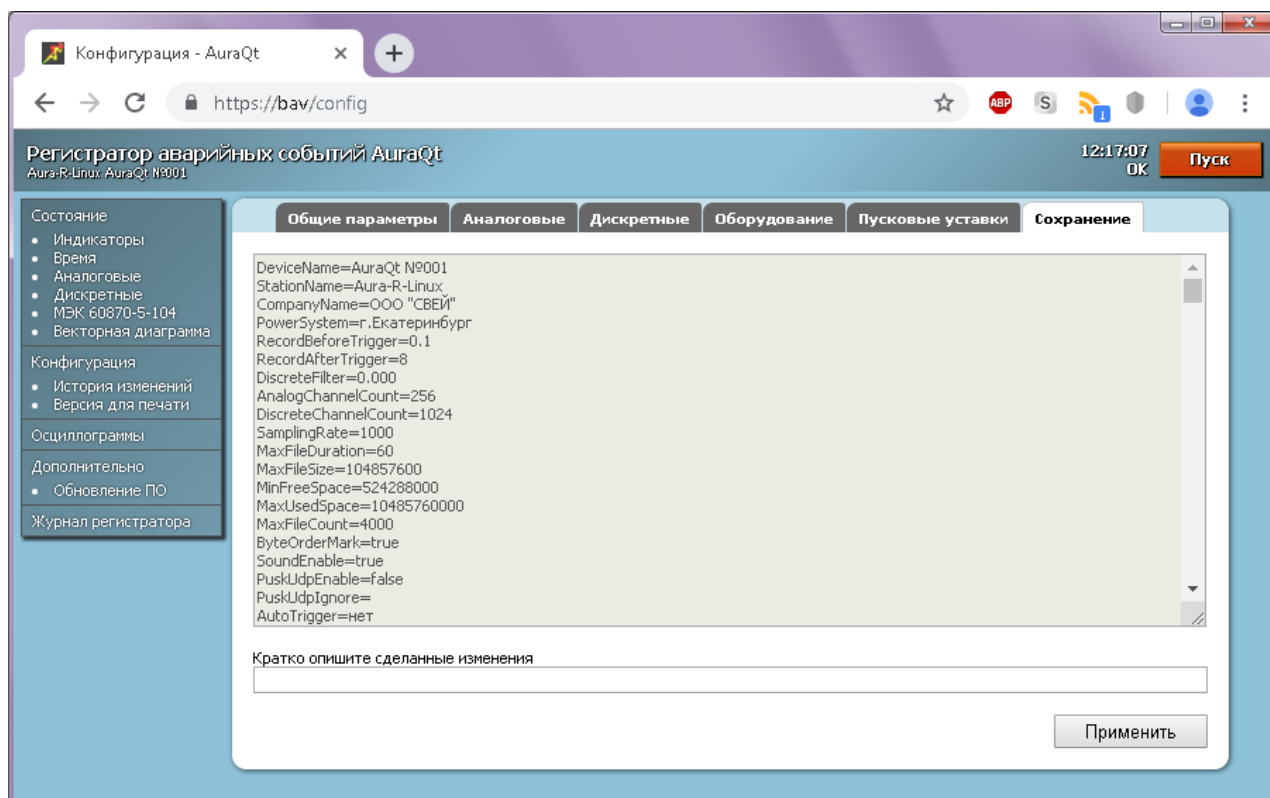 Конфигурация - AuraQt
https://bav/config
ABP
S
1
Регистратор аварийных событий AuraQt
Aura-R-Linux AuraQt №001
12:17:07
OK
Пуск
Состояние
Индикаторы
Время
Аналоговые
Дискретные
МЭК 60870-5-104
Векторная диаграмма
Конфигурация
История изменений
Версия для печати
Осциллограммы
Дополнительно
Обновление ПО
Журнал регистратора
Общие параметры
Аналоговые
Дискретные
Оборудование
Пусковые уставки
Сохранение
DeviceName=AuraQt №001
StationName=Aura-R-Linux
CompanyName=ООО "СВЕЙ"
PowerSystem=г.Екатеринбург
RecordBeforeTrigger=0.1
RecordAfterTrigger=8
DiscreteFilter=0.000
AnalogChannelCount=256
DiscreteChannelCount=1024
SamplingRate=1000
MaxFileDuration=60
MaxFileSize=104857600
MinFreeSpace=524288000
MaxUsedSpace=10485760000
MaxFileCount=4000
ByteOrderMark=true
SoundEnable=true
PuskUdpEnable=false
PuskUdpIgnore=
AutoTrigger=нет
Кратко опишите сделанные изменения
Применить